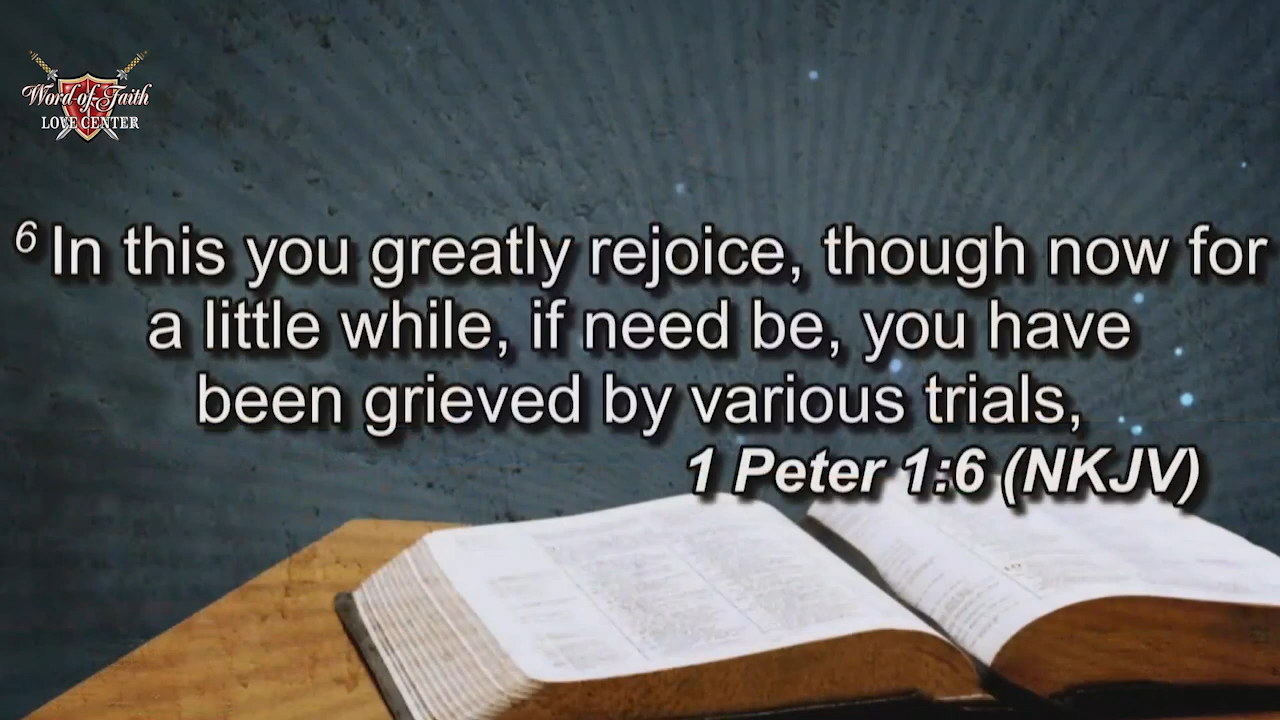 Word of Faith
LOVE CENTER
6 In this you greatly rejoice, though now for
a little while, if need be, you have
been grieved by various trials,
1 Peter 1:6 (NKJV)